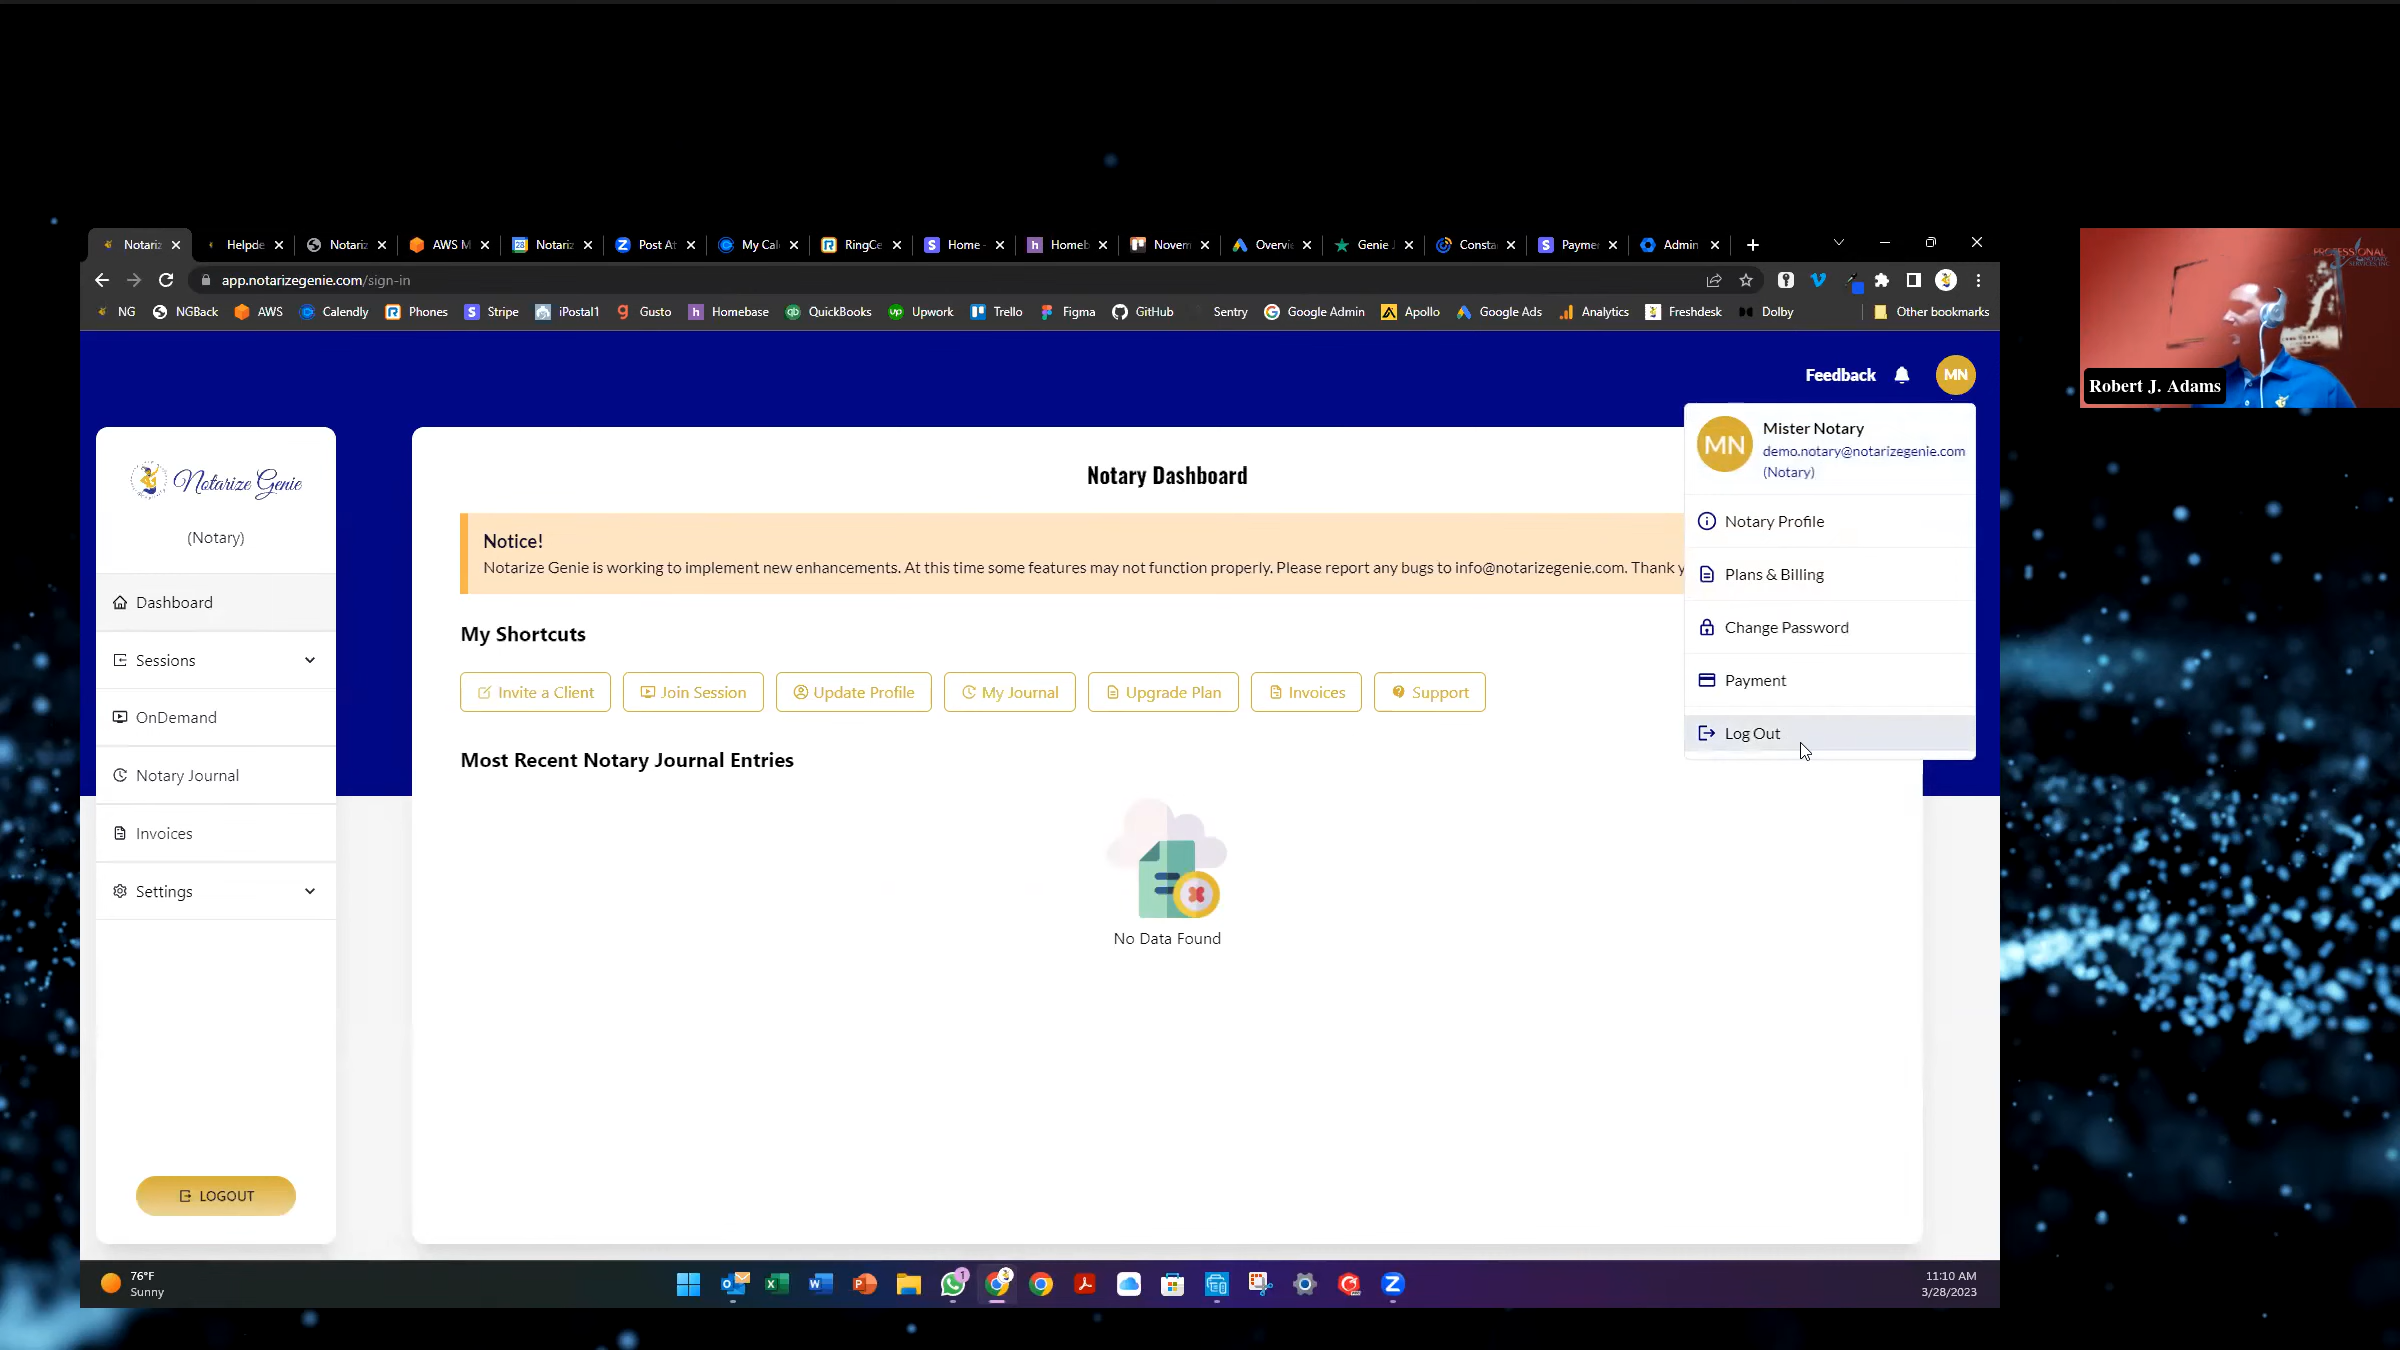 Notariz
Helpde
Notariz
AWS M
Notariz
Post At
My Cal
RingCe
Home -
Homeb
Novem
Overvie
Genie J
Consta
Paymen
Admin
app.notarizegenie.com/sign-in
NG
NGBack
AWS
Calendly
Phones
Stripe
iPostal1
Gusto
Homebase
QuickBooks
Upwork
Trello
Figma
GitHub
Sentry
Google Admin
Apollo
Google Ads
Analytics
Freshdesk
Dolby
Other bookmarks
PROFESSIONAL
NOTARY
SERVICES, INC
Robert J. Adams
Feedback
MN
MN
Mister Notary
demo.notary@notarizegenie.com
(Notary)
Notary Profile
Plans & Billing
Change Password
Payment
Log Out
Notarize Genie
(Notary)
Dashboard
Sessions
OnDemand
Notary Journal
Invoices
Settings
LOGOUT
Notary Dashboard
Notice!
Notarize Genie is working to implement new enhancements. At this time some features may not function properly. Please report any bugs to info@notarizegenie.com. Thank y
My Shortcuts
Invite a Client
Join Session
Update Profile
My Journal
Upgrade Plan
Invoices
Support
Most Recent Notary Journal Entries
No Data Found
76°F
Sunny
11:10 AM
3/28/2023